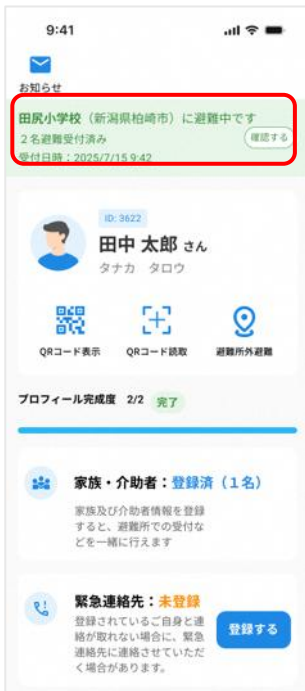 9:41
お知らせ
田尻小学校（新潟県柏崎市）に避難中です
２名避難受付済み
確認する
受付日時：2025/7/15 9:42
ID: 3622
田中 太郎 さん
タナカ タロウ
QRコード表示
QRコード読取
避難所外避難
プロフィール完成度 2/2 完了
家族・介助者：登録済（１名）
家族及び介助者情報を登録
すると、避難所での受付な
どを一緒に行えます
緊急連絡先：未登録
登録されているご自身と連
絡が取れない場合に、緊急
連絡先に連絡させていただ
く場合があります。
登録する